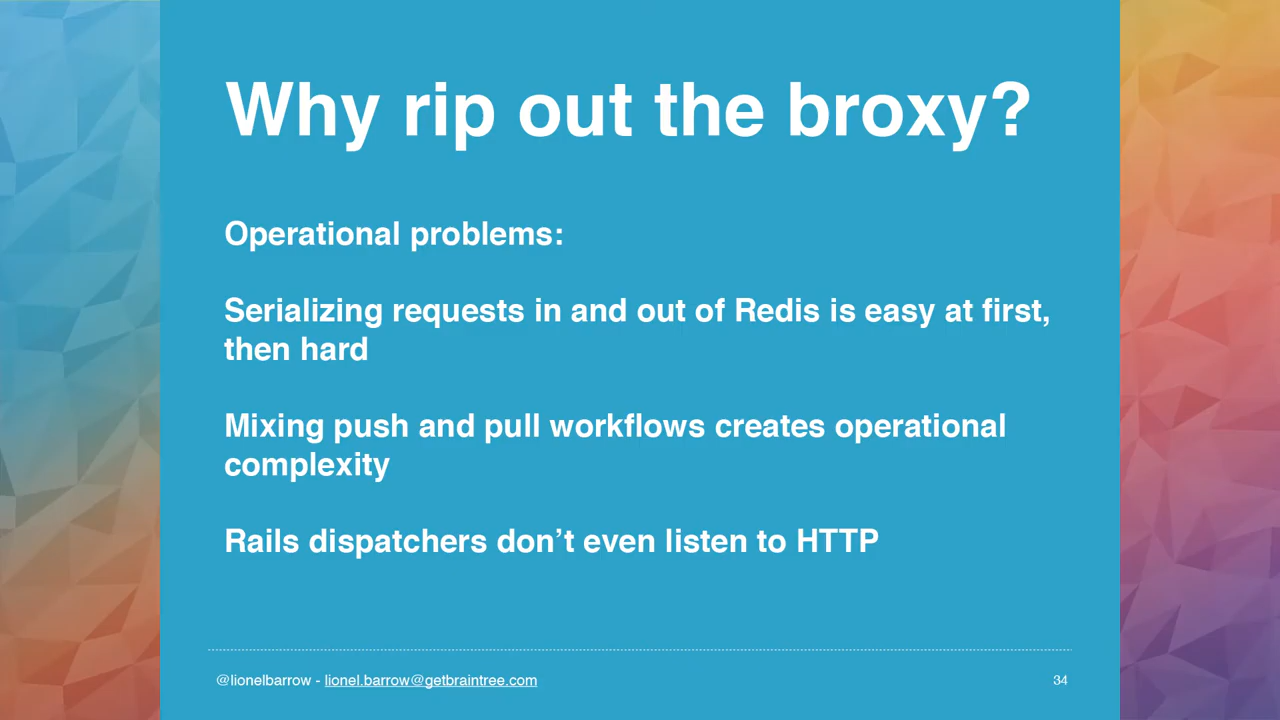 Why rip out the broxy?
Operational problems:
Serializing requests in and out of Redis is easy at first,
then hard
Mixing push and pull workflows creates operational
complexity
Rails dispatchers don’t even listen to HTTP
@lionelbarrow - lionel.barrow@getbraintree.com
34